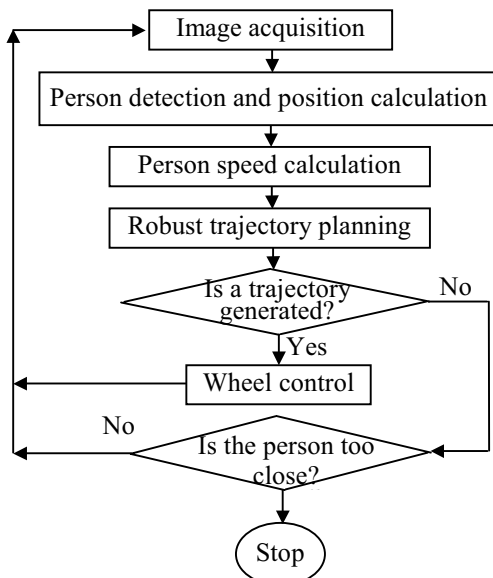 Image acquisition
Person detection and position calculation
Person speed calculation
Robust trajectory planning
Is a trajectory
generated?
No
Yes
Wheel control
No
Is the person too
close?
Stop